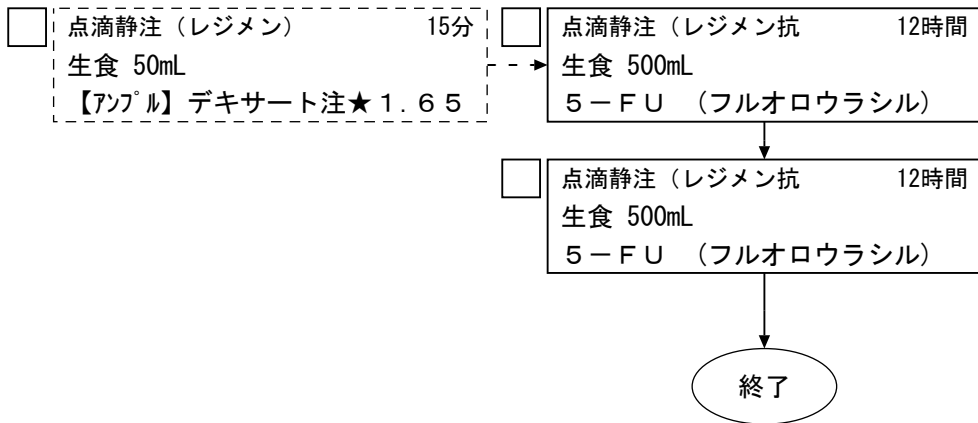 点滴静注（レジメン） 15分
生食 50mL
【ｱﾝﾌﾟﾙ】デキサート注★１．６５
点滴静注（レジメン抗 12時間
生食 500mL
５－ＦＵ （フルオロウラシル）
点滴静注（レジメン抗 12時間
生食 500mL
５－ＦＵ （フルオロウラシル）
終了